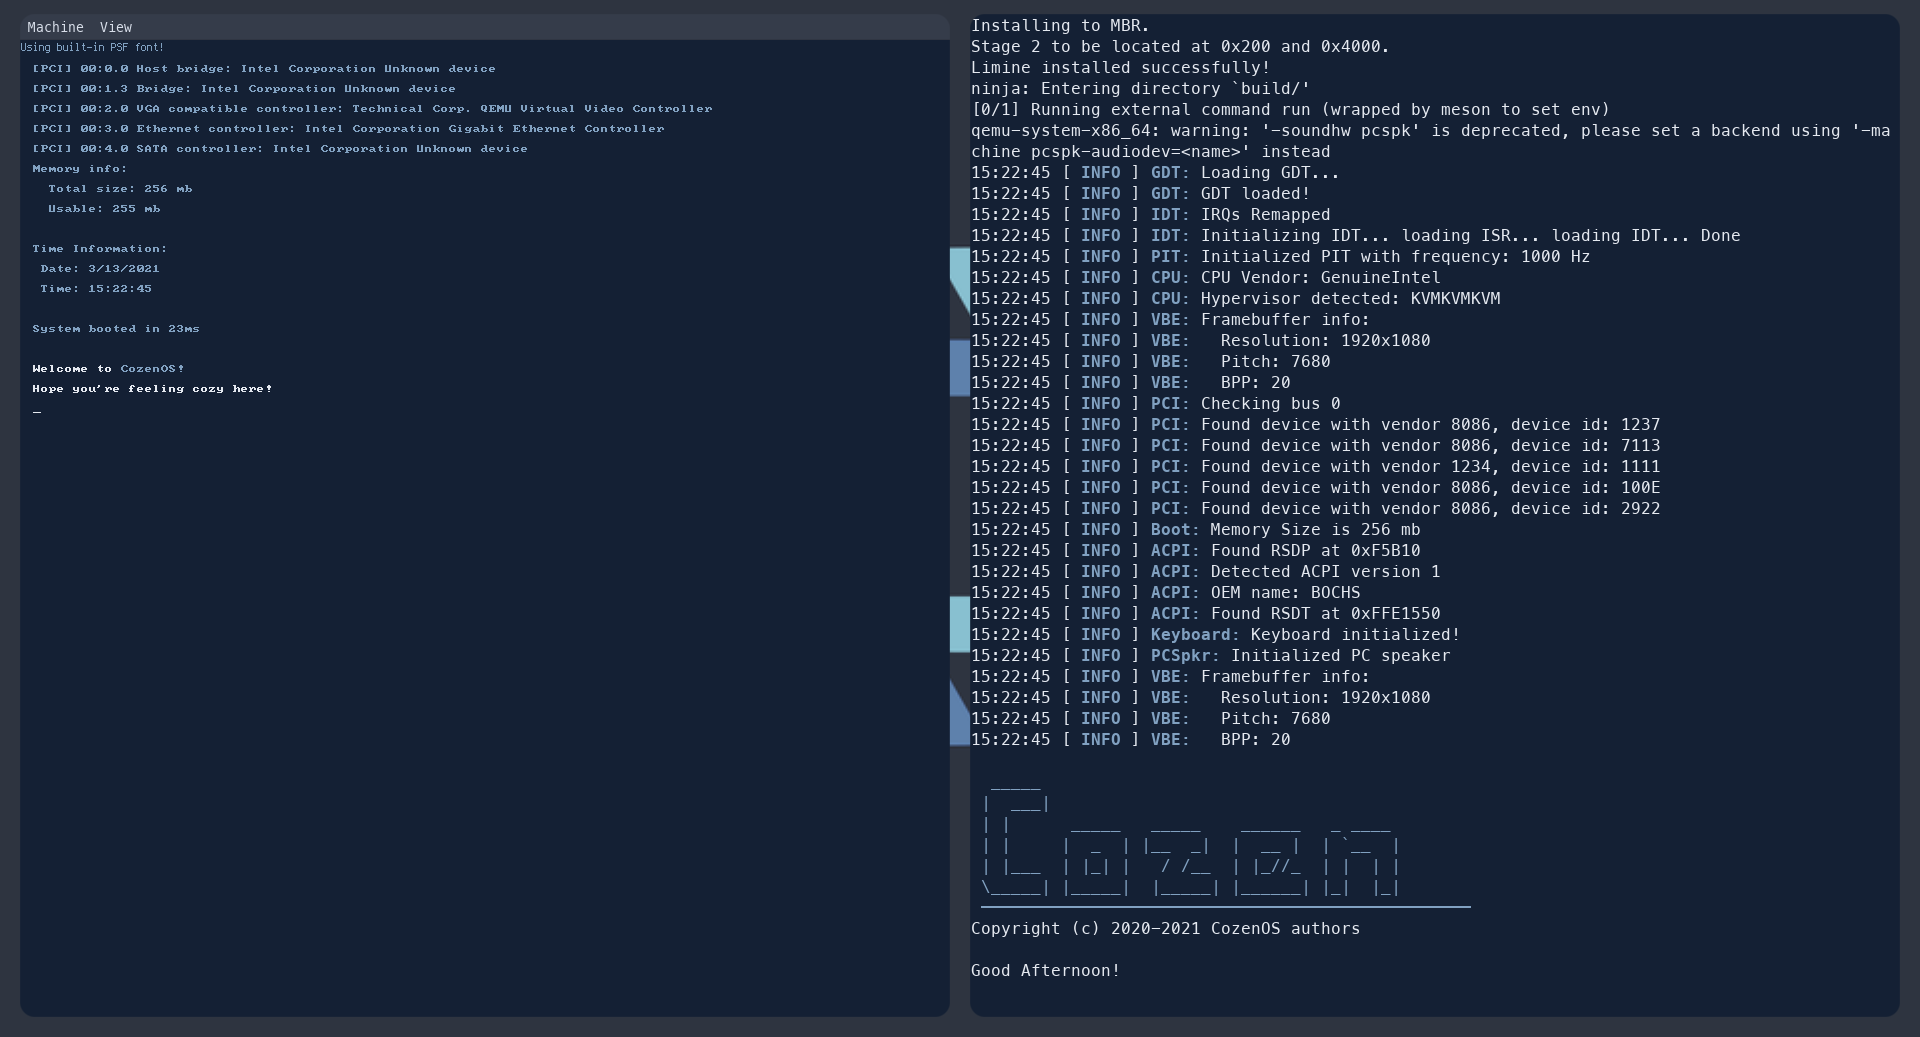 Machine View
Using built-in PSF font!
[PCI] 00:0.0 Host bridge: Intel Corporation Unknown device
[PCI] 00:1.3 Bridge: Intel Corporation Unknown device
[PCI] 00:2.0 VGA compatible controller: Technical Corp. QEMU Virtual Video Controller
[PCI] 00:3.0 Ethernet controller: Intel Corporation Gigabit Ethernet Controller
[PCI] 00:4.0 SATA controller: Intel Corporation Unknown device
Memory info:
Total size: 256 mb
Usable: 255 mb
Time Information:
Date: 3/13/2021
Time: 15:22:45
System booted in 23ms
Welcome to CozenOS!
Hope you're feeling cozy here!
_
Installing to MBR.
Stage 2 to be located at 0x200 and 0x4000.
Limine installed successfully!
ninja: Entering directory `build/'
[0/1] Running external command run (wrapped by meson to set env)
qemu-system-x86_64: warning: '-soundhw pcspk' is deprecated, please set a backend using '-ma
chine pcspk-audiodev=<name>' instead
15:22:45 [ INFO ] GDT: Loading GDT...
15:22:45 [ INFO ] GDT: GDT loaded!
15:22:45 [ INFO ] IDT: IRQs Remapped
15:22:45 [ INFO ] IDT: Initializing IDT... loading ISR... loading IDT... Done
15:22:45 [ INFO ] PIT: Initialized PIT with frequency: 1000 Hz
15:22:45 [ INFO ] CPU: CPU Vendor: GenuineIntel
15:22:45 [ INFO ] CPU: Hypervisor detected: KVMKVMKVM
15:22:45 [ INFO ] VBE: Framebuffer info:
15:22:45 [ INFO ] VBE:   Resolution: 1920x1080
15:22:45 [ INFO ] VBE:   Pitch: 7680
15:22:45 [ INFO ] VBE:   BPP: 20
15:22:45 [ INFO ] PCI: Checking bus 0
15:22:45 [ INFO ] PCI: Found device with vendor 8086, device id: 1237
15:22:45 [ INFO ] PCI: Found device with vendor 8086, device id: 7113
15:22:45 [ INFO ] PCI: Found device with vendor 1234, device id: 1111
15:22:45 [ INFO ] PCI: Found device with vendor 8086, device id: 100E
15:22:45 [ INFO ] PCI: Found device with vendor 8086, device id: 2922
15:22:45 [ INFO ] Boot: Memory Size is 256 mb
15:22:45 [ INFO ] ACPI: Found RSDP at 0xF5B10
15:22:45 [ INFO ] ACPI: Detected ACPI version 1
15:22:45 [ INFO ] ACPI: OEM name: BOCHS
15:22:45 [ INFO ] ACPI: Found RSDT at 0xFFE1550
15:22:45 [ INFO ] Keyboard: Keyboard initialized!
15:22:45 [ INFO ] PCSpkr: Initialized PC speaker
15:22:45 [ INFO ] VBE: Framebuffer info:
15:22:45 [ INFO ] VBE:   Resolution: 1920x1080
15:22:45 [ INFO ] VBE:   Pitch: 7680
15:22:45 [ INFO ] VBE:   BPP: 20
Cozen
Copyright (c) 2020-2021 CozenOS authors
Good Afternoon!